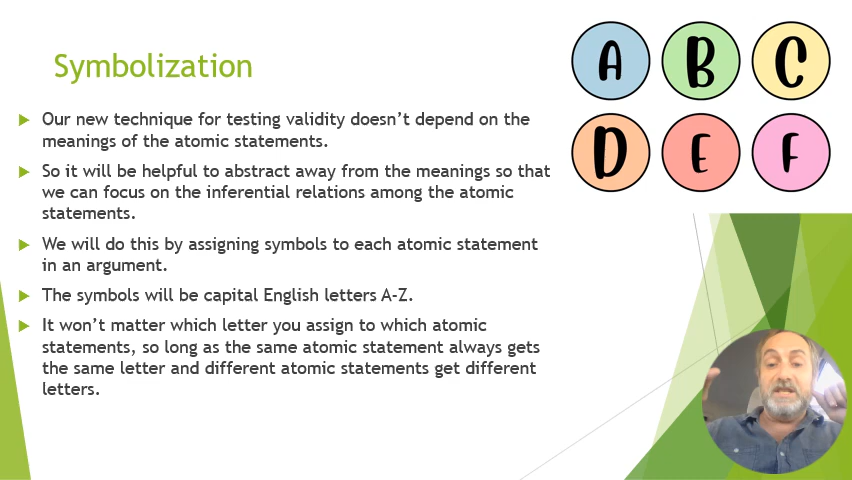 Symbolization
A B C
D E F
Our new technique for testing validity doesn't depend on the
meanings of the atomic statements.
So it will be helpful to abstract away from the meanings so that
we can focus on the inferential relations among the atomic
statements.
We will do this by assigning symbols to each atomic statement
in an argument.
The symbols will be capital English letters A-Z.
It won't matter which letter you assign to which atomic
statements, so long as the same atomic statement always gets
the same letter and different atomic statements get different
letters.